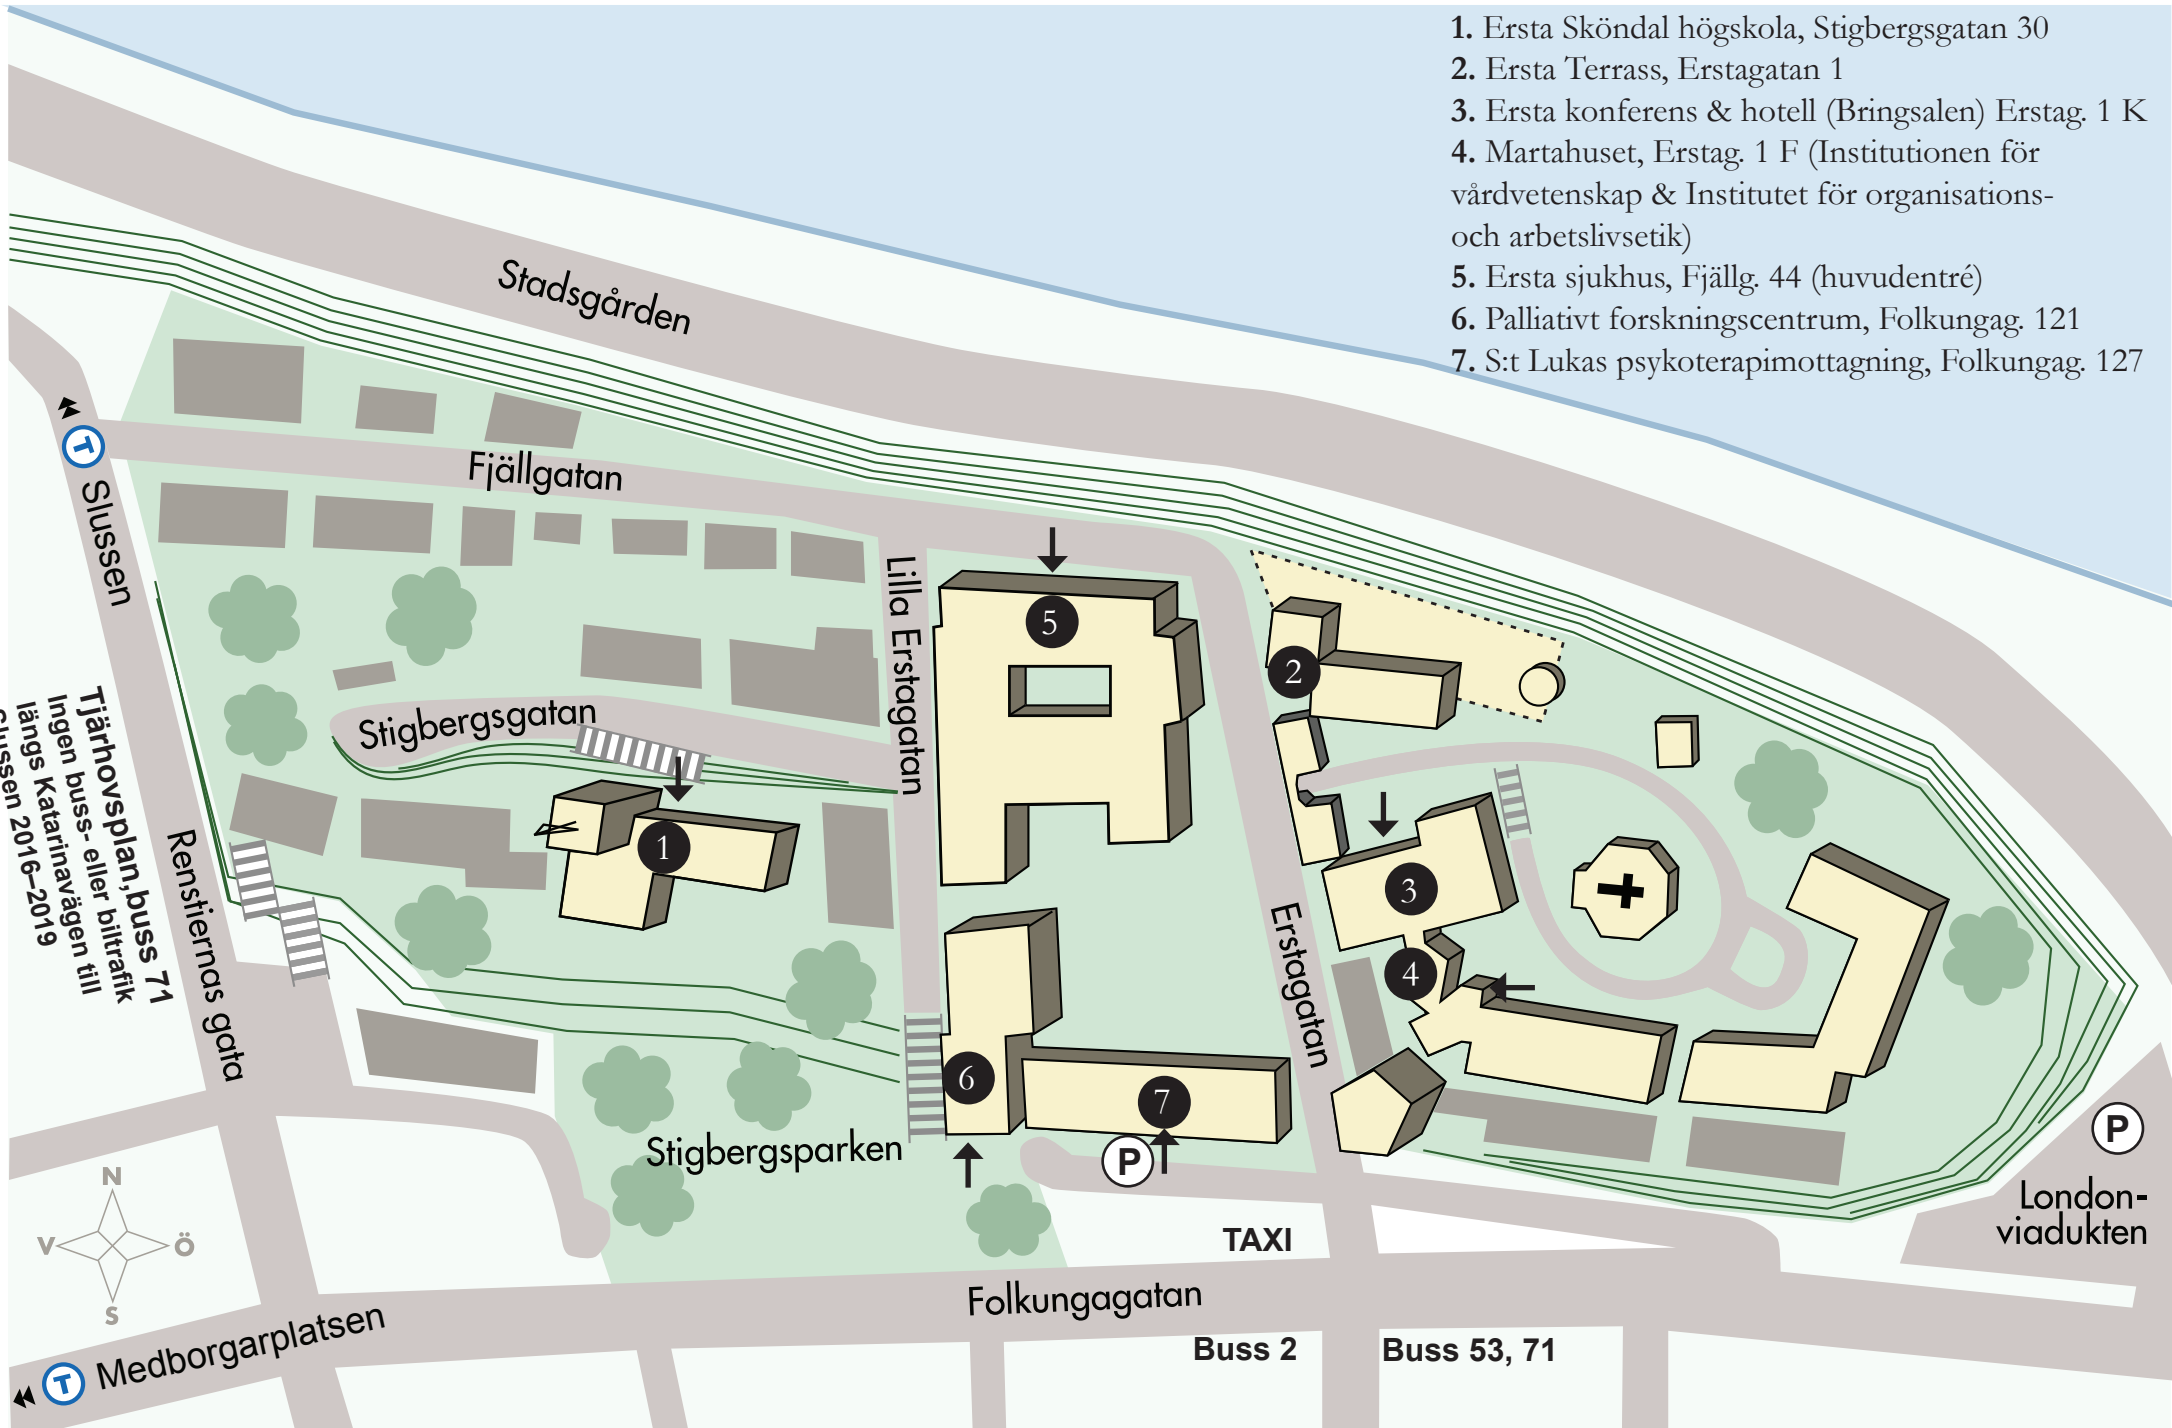 1. Ersta Sköndal högskola, Stigbergsgatan 30
2. Ersta Terrass, Erstagatan 1
3. Ersta konferens & hotell (Bringsalen) Erstag. 1 K
4. Martahuset, Erstag. 1 F (Institutionen för
vårdvetenskap & Institutet för organisations-
och arbetslivsetik)
5. Ersta sjukhus, Fjällg. 44 (huvudentré)
6. Palliativt forskningscentrum, Folkungag. 121
7. S:t Lukas psykoterapimottagning, Folkungag. 127
Stadsgården
T
Slussen
Fjällgatan
Lilla Erstagatan
5
2
Stigbergsgatan
1
3
4
Tjärhovsplan,buss 71
Ingen buss- eller biltrafik
längs Katarinavägen till
Slussen 2016–2019
Renstiernas gata
Erstagatan
6
7
Stigbergsparken
P
P
London-
viadukten
N
V
Ö
S
TAXI
Folkungagatan
Buss 2
Buss 53, 71
T
Medborgarplatsen